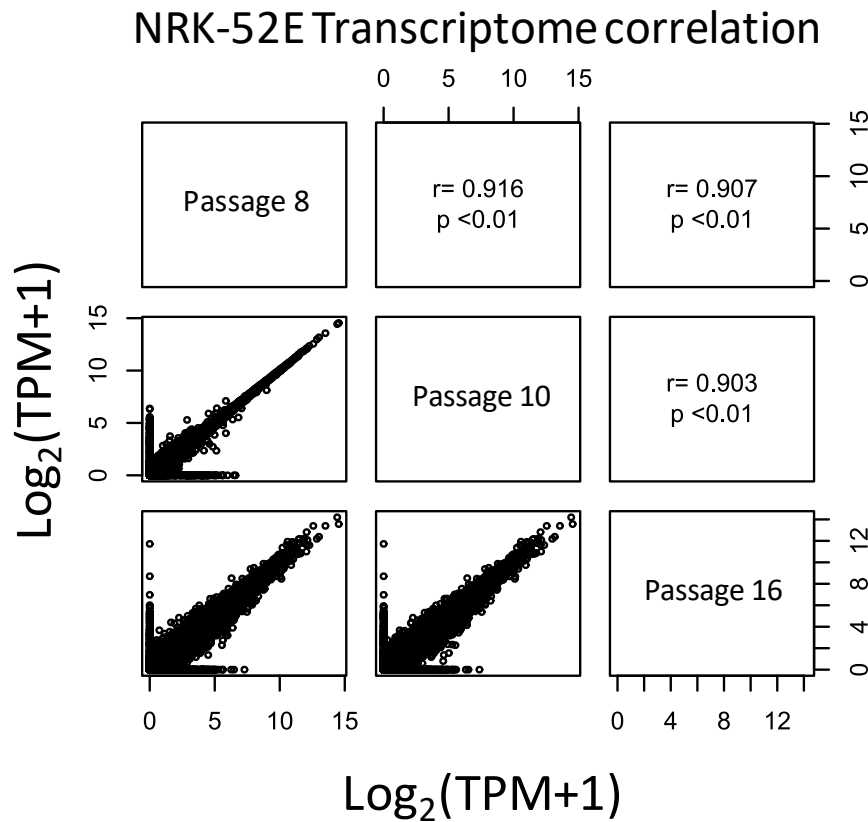 NRK-52E Transcriptome correlation
0 5 10 15
Passage 8
r= 0.916
p <0.01
r= 0.907
p <0.01
0 5 10 15
Log2(TPM+1)
0 5 10 15
Passage 10
r= 0.903
p <0.01
Passage 16
0 4 8 12
0 5 10 15
0 4 8 12
Log2(TPM+1)